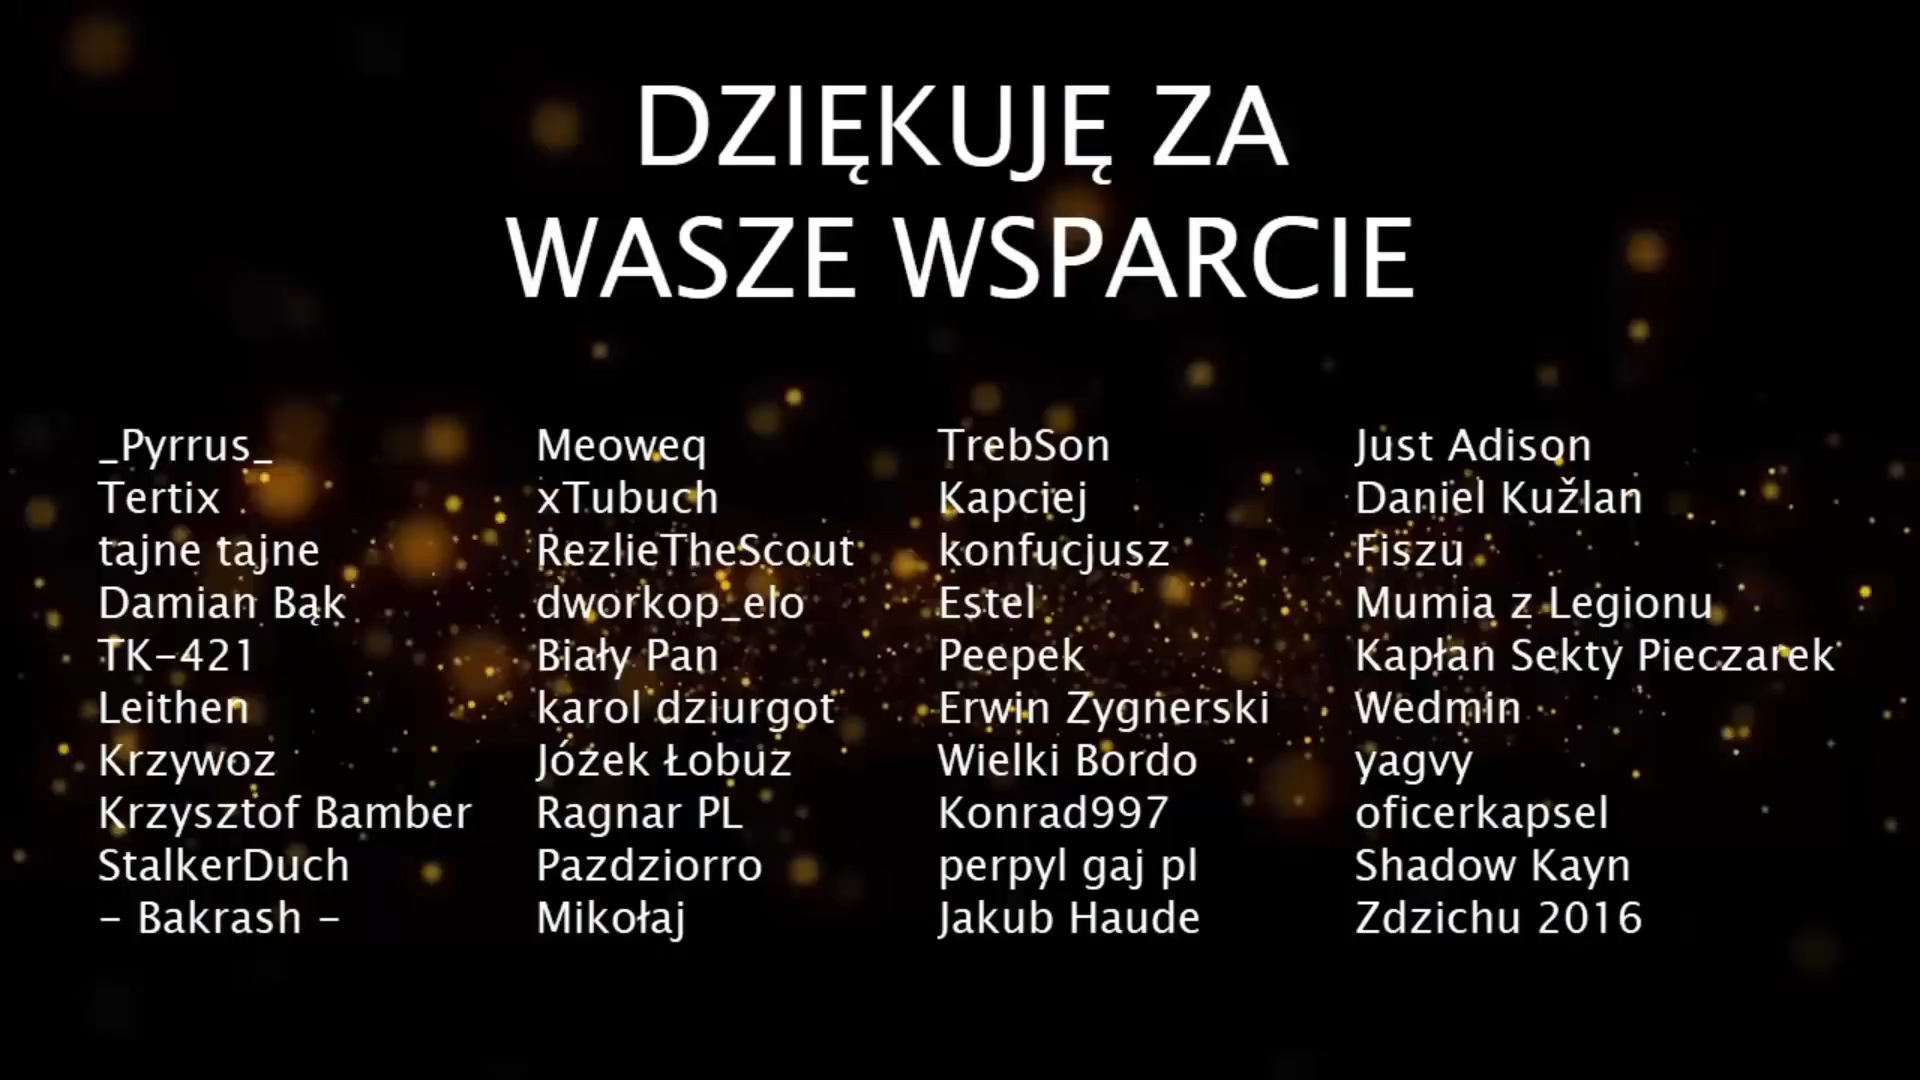 DZIĘKUJĘ ZA
WASZE WSPARCIE
_Pyrrus_
Tertix
tajne tajne
Damian Bąk
TK-421
Leithen
Krzywoz
Krzysztof Bamber
StalkerDuch
- Bakrash -
Meoweq
xTubuch
RezlieTheScout
dworkop_elo
Biały Pan
karol dziurgot
Józek Łobuz
Ragnar PL
Pazdziorro
Mikołaj
TrebSon
Kapciej
konfucjusz
Estel
Peepek
Erwin Zygnerski
Wielki Bordo
Konrad997
perpyl gaj pl
Jakub Haude
Just Adison
Daniel Kužlan
Fiszu
Mumia z Legionu
Kapłan Sekty Pieczarek
Wedmin
yagvy
oficerkapsel
Shadow Kayn
Zdzichu 2016